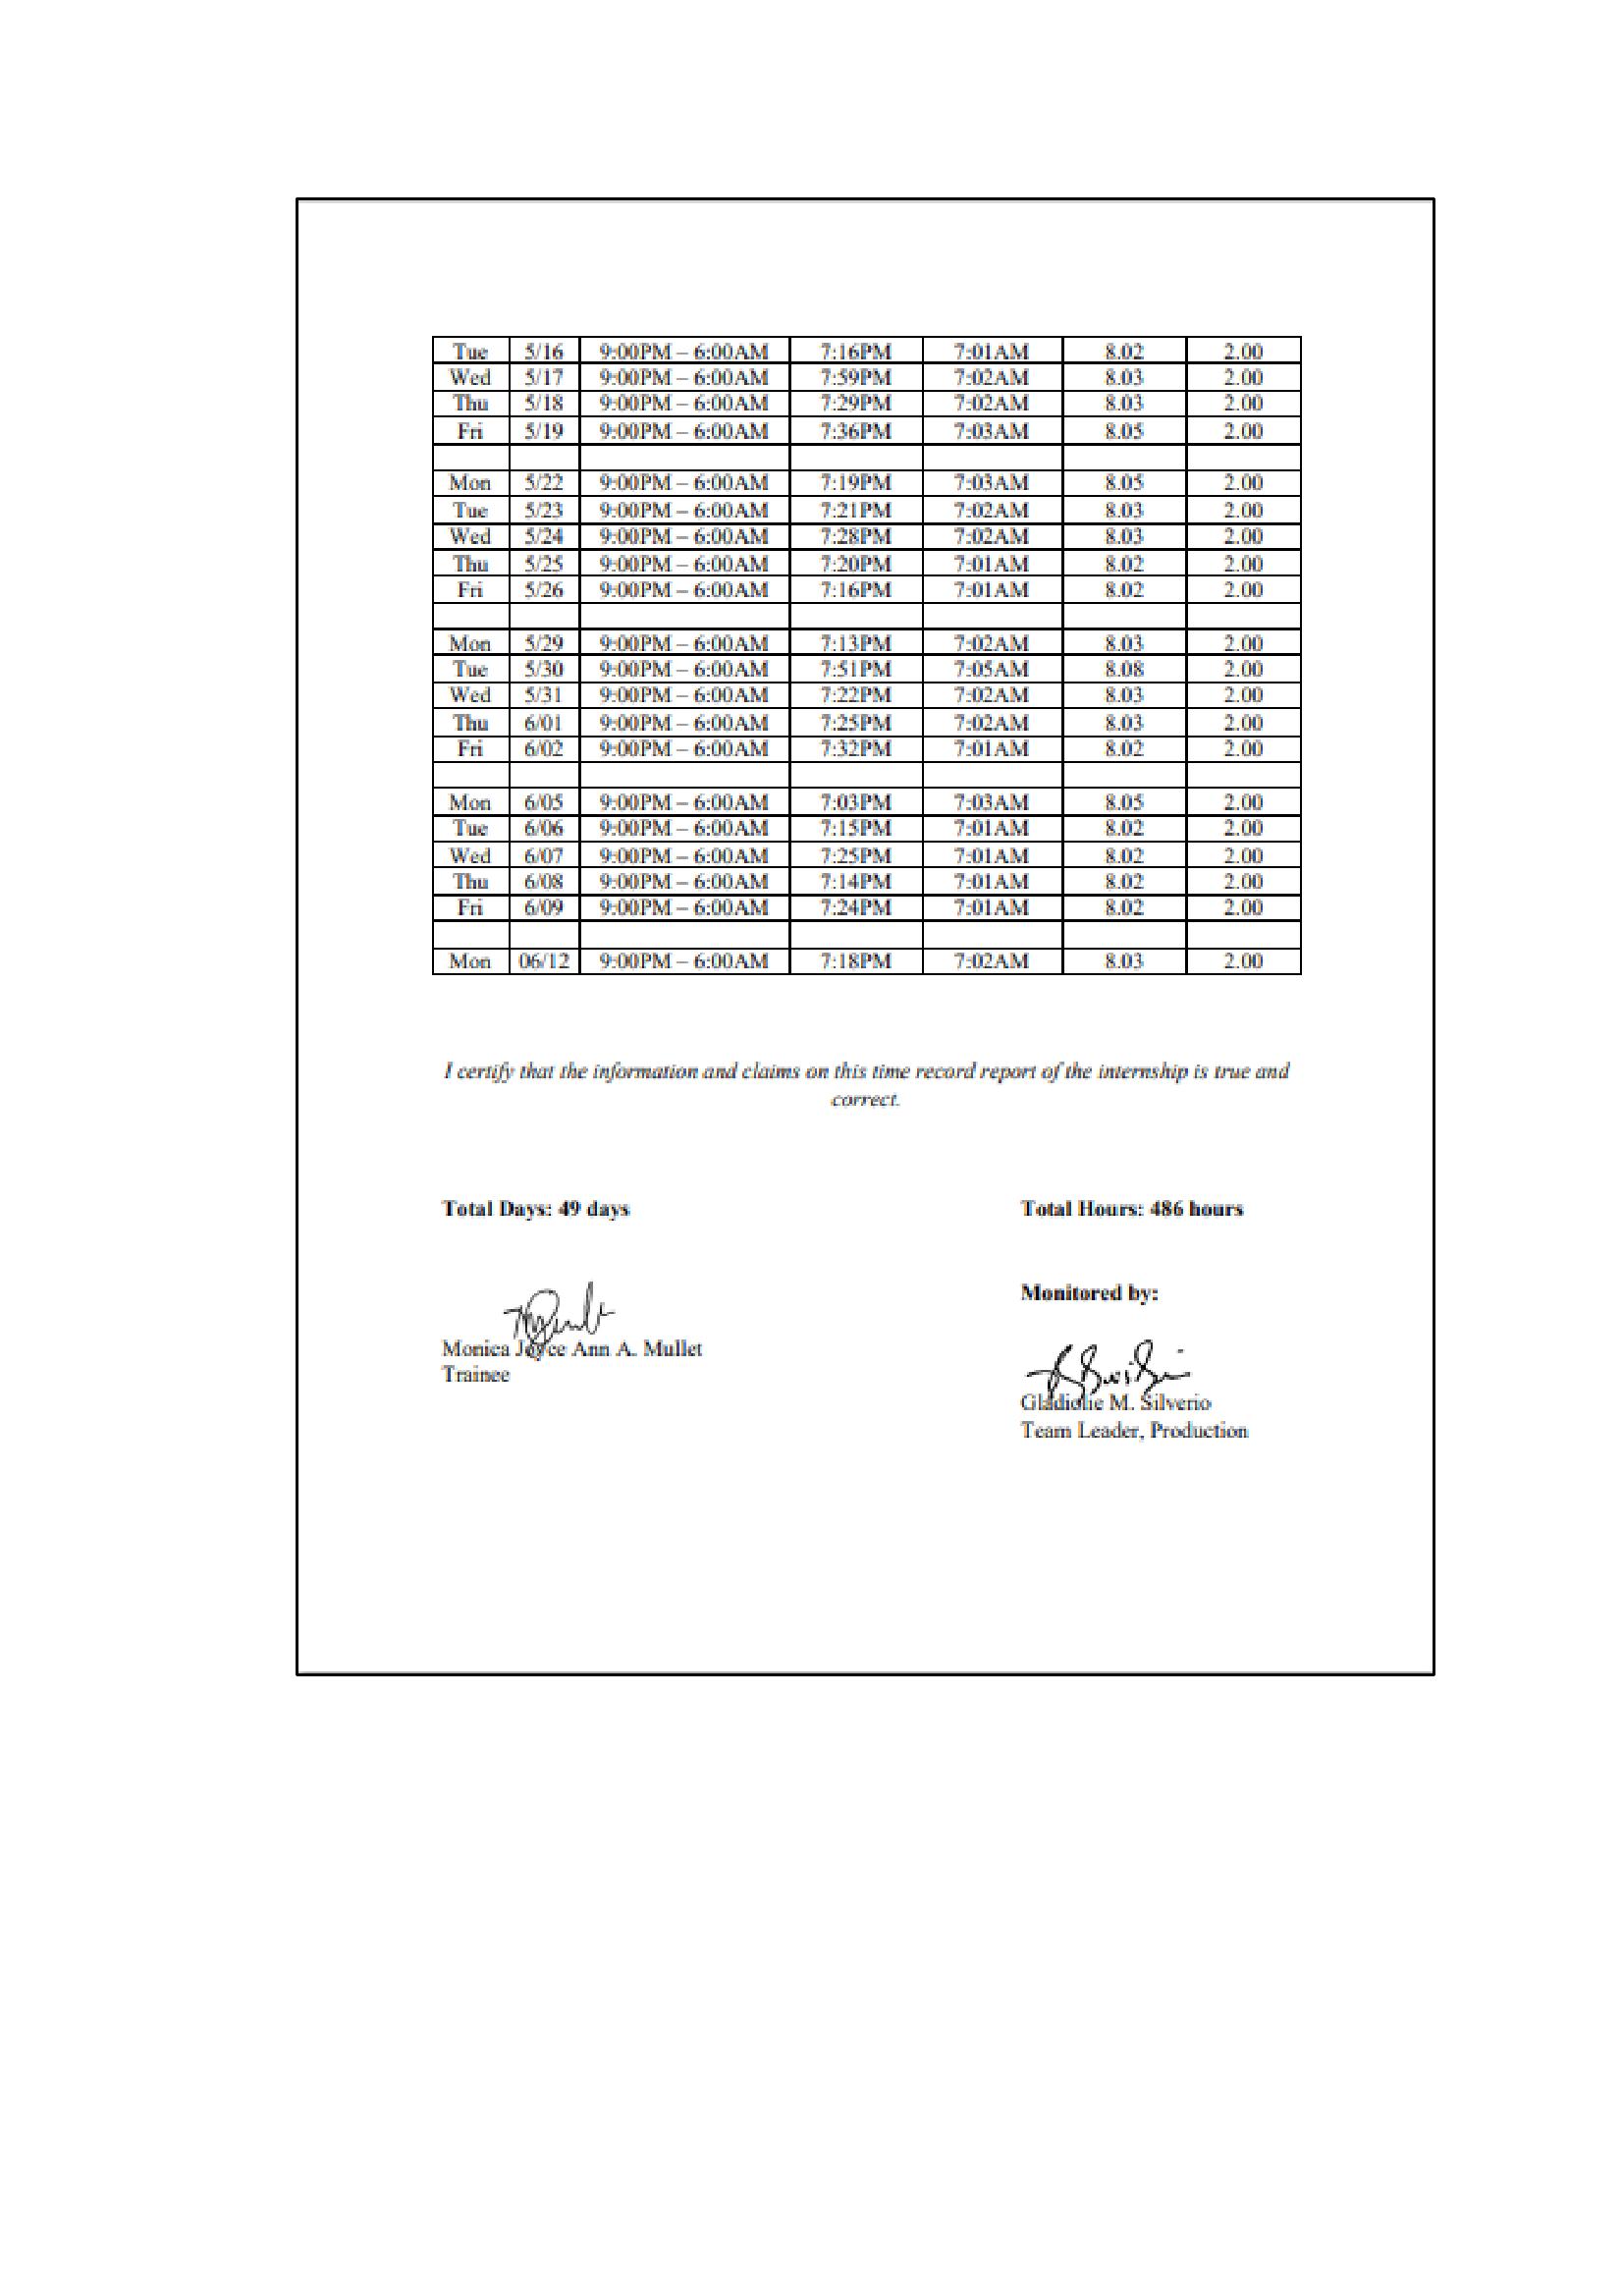 Tue 5/16 9:00PM – 6:00AM 7:16PM 7:01AM 8.02 2.00
Wed 5/17 9:00PM – 6:00AM 7:59PM 7:02AM 8.03 2.00
Thu 5/18 9:00PM – 6:00AM 7:29PM 7:02AM 8.03 2.00
Fri 5/19 9:00PM – 6:00AM 7:36PM 7:03AM 8.05 2.00
Mon 5/22 9:00PM – 6:00AM 7:19PM 7:03AM 8.05 2.00
Tue 5/23 9:00PM – 6:00AM 7:21PM 7:02AM 8.03 2.00
Wed 5/24 9:00PM – 6:00AM 7:28PM 7:02AM 8.03 2.00
Thu 5/25 9:00PM – 6:00AM 7:20PM 7:01AM 8.02 2.00
Fri 5/26 9:00PM – 6:00AM 7:16PM 7:01AM 8.02 2.00
Mon 5/29 9:00PM – 6:00AM 7:13PM 7:02AM 8.03 2.00
Tue 5/30 9:00PM – 6:00AM 7:51PM 7:05AM 8.08 2.00
Wed 5/31 9:00PM – 6:00AM 7:22PM 7:02AM 8.03 2.00
Thu 6/01 9:00PM – 6:00AM 7:25PM 7:02AM 8.03 2.00
Fri 6/02 9:00PM – 6:00AM 7:32PM 7:01AM 8.02 2.00
Mon 6/05 9:00PM – 6:00AM 7:03PM 7:03AM 8.05 2.00
Tue 6/06 9:00PM – 6:00AM 7:15PM 7:01AM 8.02 2.00
Wed 6/07 9:00PM – 6:00AM 7:25PM 7:01AM 8.02 2.00
Thu 6/08 9:00PM – 6:00AM 7:14PM 7:01AM 8.02 2.00
Fri 6/09 9:00PM – 6:00AM 7:24PM 7:01AM 8.02 2.00
Mon 06/12 9:00PM – 6:00AM 7:18PM 7:02AM 8.03 2.00
I certify that the information and claims on this time record report of the internship is true and
correct.
Total Days: 49 days Total Hours: 486 hours
Monitored by:
Monica Joyce Ann A. Mullet
Trainee
Gladiolie M. Silverio
Team Leader, Production